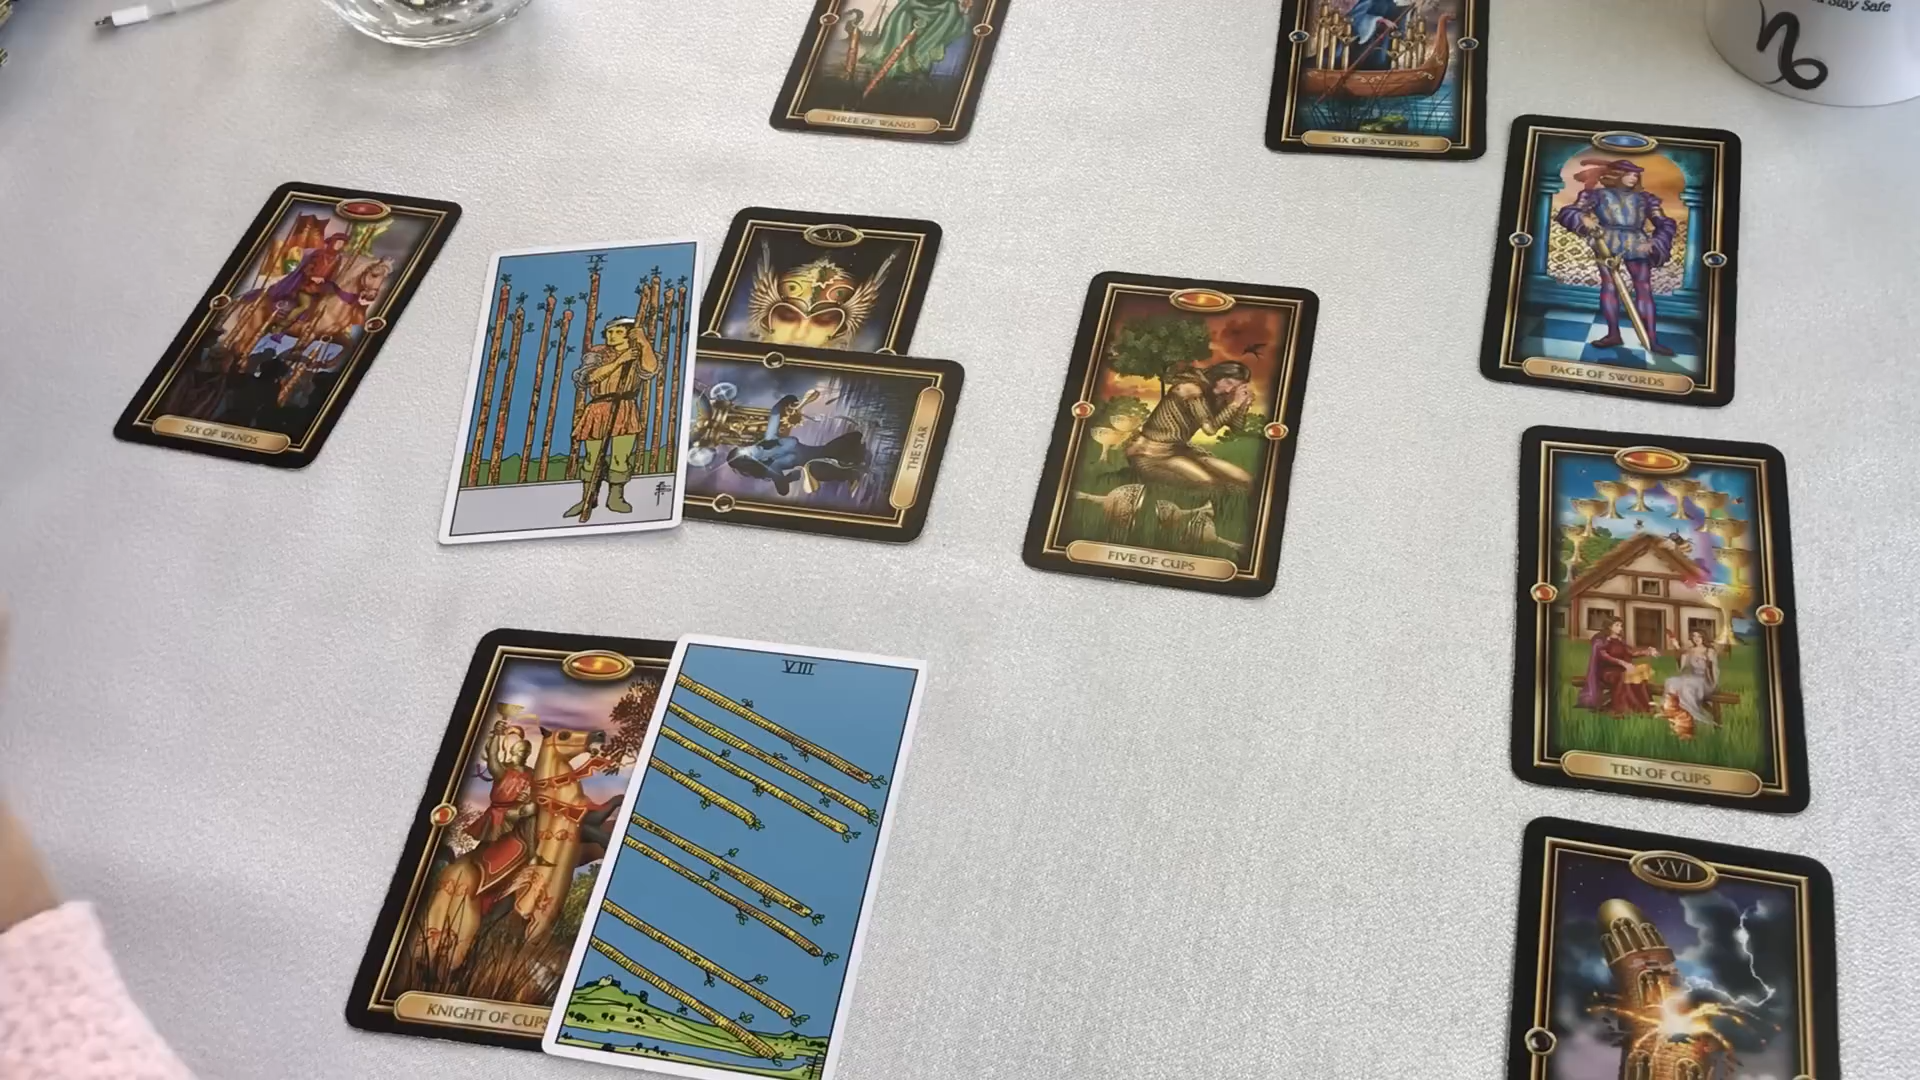 Stay Safe
THREE OF WANDS
SIX OF SWORDS
PAGE OF SWORDS
SIX OF WANDS
IX
XX
THE STAR
FIVE OF CUPS
TEN OF CUPS
KNIGHT OF CUPS
VIII
XVI